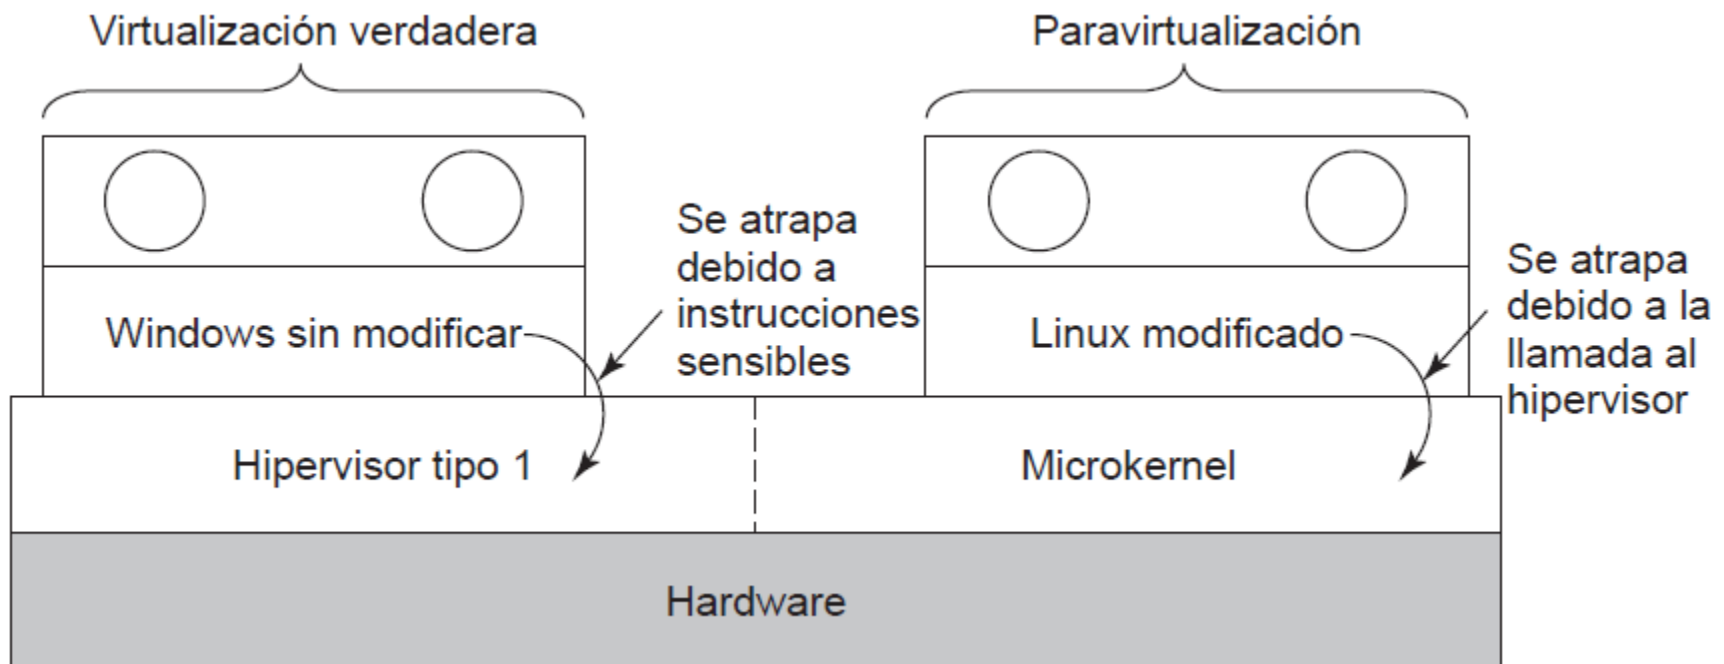 Virtualización verdadera
Paravirtualización
Se atrapa
debido a
instrucciones
sensibles
Se atrapa
debido a la
llamada al
hipervisor
Windows sin modificar
Linux modificado
Hipervisor tipo 1
Microkernel
Hardware